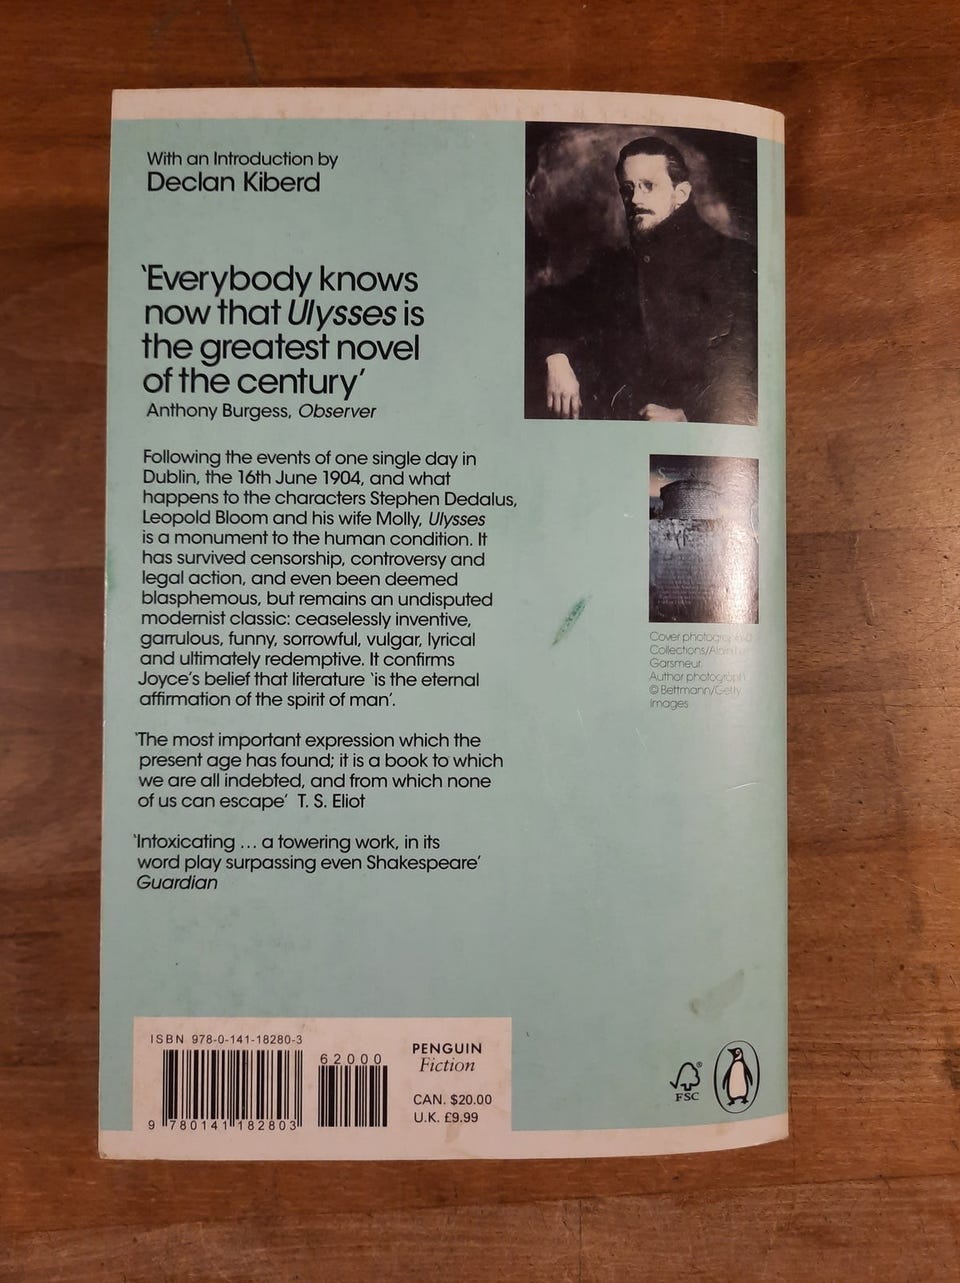 With an Introduction by
Declan Kiberd
‘Everybody knows
now that Ulysses is
the greatest novel
of the century’
Anthony Burgess, Observer
Following the events of one single day in
Dublin, the 16th June 1904, and what
happens to the characters Stephen Dedalus,
Leopold Bloom and his wife Molly, Ulysses
is a monument to the human condition. It
has survived censorship, controversy and
legal action, and even been deemed
blasphemous, but remains an undisputed
modernist classic: ceaselessly inventive,
garrulous, funny, sorrowful, vulgar, lyrical
and ultimately redemptive. It confirms
Joyce’s belief that literature ‘is the eternal
affirmation of the spirit of man’.
‘The most important expression which the
present age has found; it is a book to which
we are all indebted, and from which none
of us can escape’ T. S. Eliot
‘Intoxicating ... a towering work, in its
word play surpassing even Shakespeare’
Guardian
Cover
Collections/
Garsmeur.
Author photograph
© Bettmann/Getty
Images
ISBN 978-0-141-18280-3
62000
9 780141 182803
PENGUIN
Fiction
CAN. $20.00
U.K. £9.99
FSC